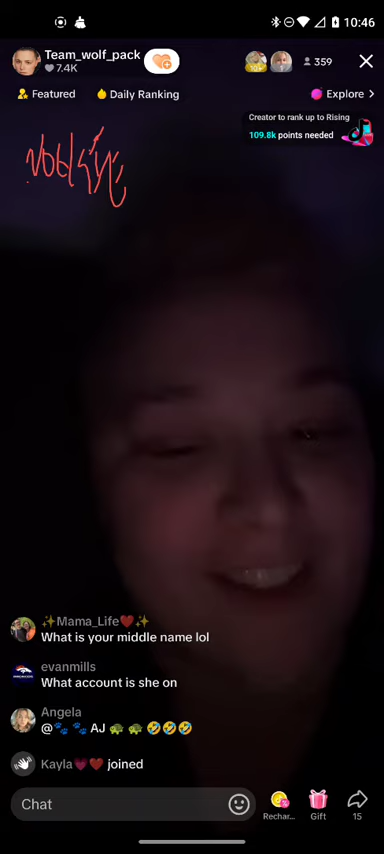 10:46
Team_wolf_pack
7.4K
10+
359
Featured
Daily Ranking
Explore >
Creator to rank up to Rising
109.8k points needed
✨Mama_Life❤️✨
What is your middle name lol
evanmills
What account is she on
Angela
@🐾 🐾 AJ 🐢 🐢 🤣🤣🤣
Kayla💗❤️ joined
Chat
Rechar...
Gift
15